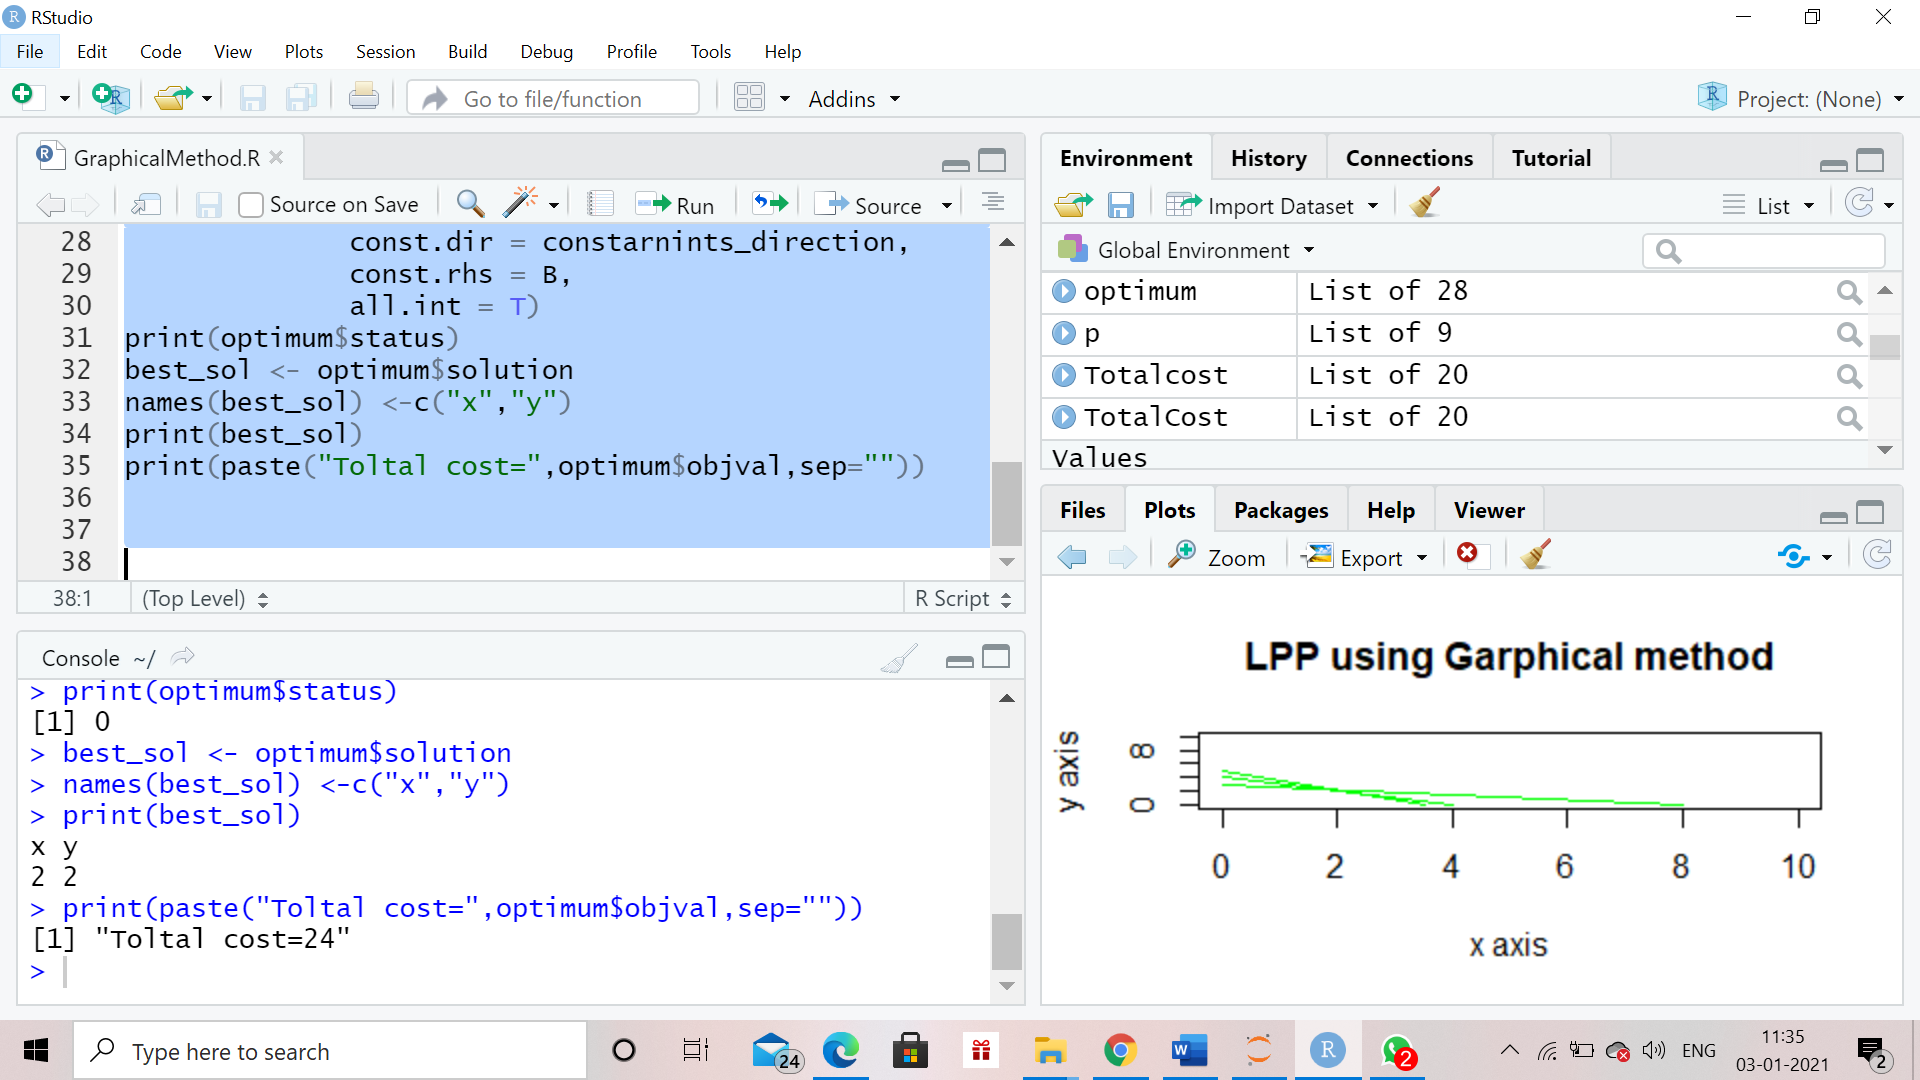 RStudio
File Edit Code View Plots Session Build Debug Profile Tools Help
Go to file/function Addins Project: (None)
GraphicalMethod.R
Source on Save Run Source
28 const.dir = constarnints_direction,
29 const.rhs = B,
30 all.int = T)
31 print(optimum$status)
32 best_sol <- optimum$solution
33 names(best_sol) <-c("x","y")
34 print(best_sol)
35 print(paste("Toltal cost=",optimum$objval,sep=""))
36
37
38
38:1 (Top Level) R Script
Console ~/
> print(optimum$status)
[1] 0
> best_sol <- optimum$solution
> names(best_sol) <-c("x","y")
> print(best_sol)
x y
2 2
> print(paste("Toltal cost=",optimum$objval,sep=""))
[1] "Toltal cost=24"
>
Environment History Connections Tutorial
Import Dataset List
Global Environment
optimum List of 28
p List of 9
Totalcost List of 20
TotalCost List of 20
Values
Files Plots Packages Help Viewer
Zoom Export
LPP using Garphical method
y axis
0 8
0 2 4 6 8 10
x axis
Type here to search
24
W
R
2
ENG
11:35
03-01-2021
2